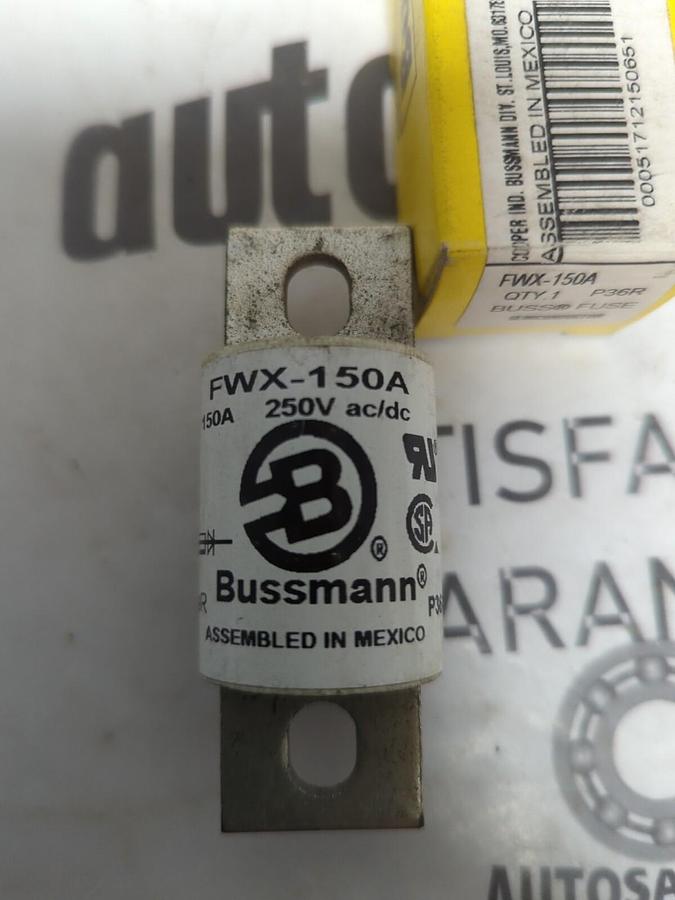 auto
COOPER IND. BUSSMANN DIV. ST. LOUIS, MO. 63178
ASSEMBLED IN MEXICO
000517121506​51
FWX-150A
QTY.1 P36R
BUSS® FUSE
FWX-150A
150A 250V ac/dc
B
®
Bussmann®
ASSEMBLED IN MEXICO
TISFA
ARAN
AUTOSA